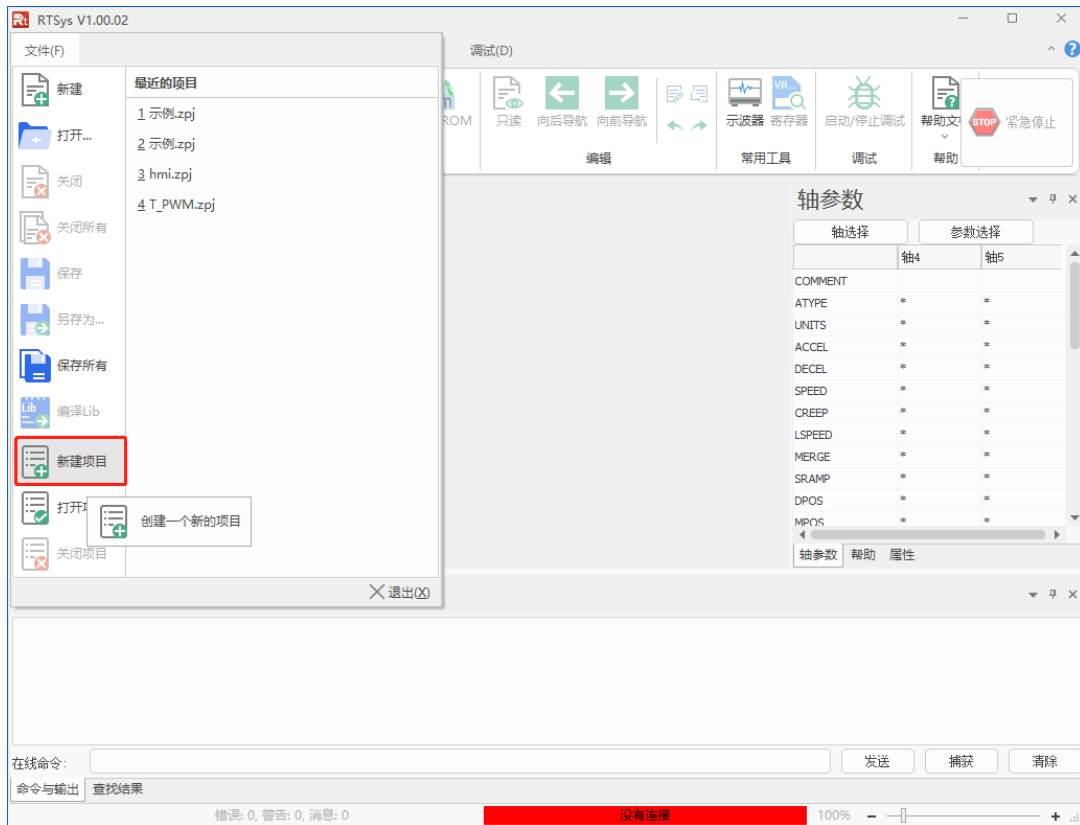 RTSys V1.00.02
文件(F)
调试(D)
新建
打开...
关闭
关闭所有
保存
另存为...
保存所有
编译Lib
新建项目
打开
创建一个新的项目
关闭项目
退出(X)
最近的项目
1 示例.zpj
2 示例.zpj
3 hmi.zpj
4 T_PWM.zpj
ROM
只读
向后导航
向前导航
编辑
示波器
寄存器
常用工具
启动/停止调试
调试
帮助文
帮助
STOP
紧急停止
轴参数
轴选择
参数选择
轴4 轴5
COMMENT
ATYPE * *
UNITS * *
ACCEL * *
DECEL * *
SPEED * *
CREEP * *
LSPEED * *
MERGE * *
SRAMP * *
DPOS * *
MPOS * *
轴参数 帮助 属性
在线命令:
发送
捕获
清除
命令与输出 查找结果
错误: 0, 警告: 0, 消息: 0
没有连接
100%